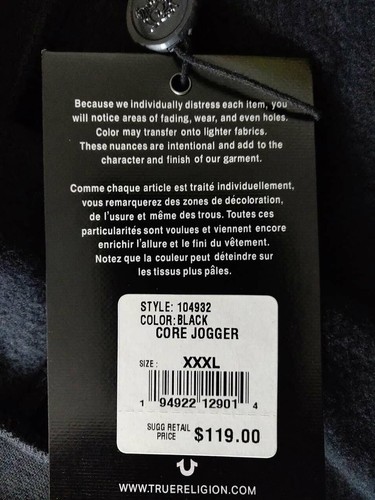 Because we individually distress each item, you
will notice areas of fading, wear, and even holes.
Color may transfer onto lighter fabrics.
These nuances are intentional and add to the
character and finish of our garment.
Comme chaque article est traité individuellement,
vous remarquerez des zones de décoloration,
de l'usure et même des trous. Toutes ces
particularités sont voulues et viennent encore
enrichir l'allure et le fini du vêtement.
Notez que la couleur peut déteindre sur
les tissus plus pâles.
STYLE: 104932
COLOR: BLACK
CORE JOGGER
SIZE: XXXL
1 94922 12901 4
SUGG RETAIL
PRICE $119.00
WWW.TRUERELIGION.COM